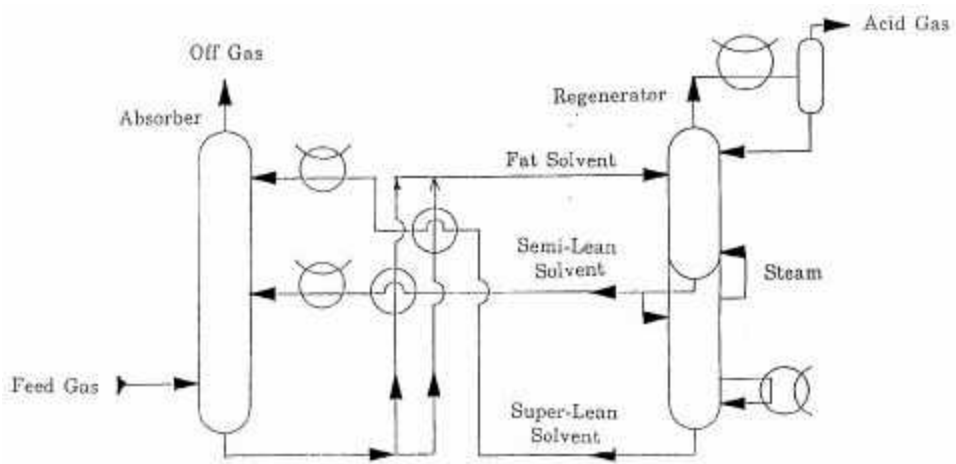 Acid Gas
Off Gas
Regenerator
Absorber
Fat Solvent
Semi-Lean
Solvent
Steam
Feed Gas
Super-Lean
Solvent